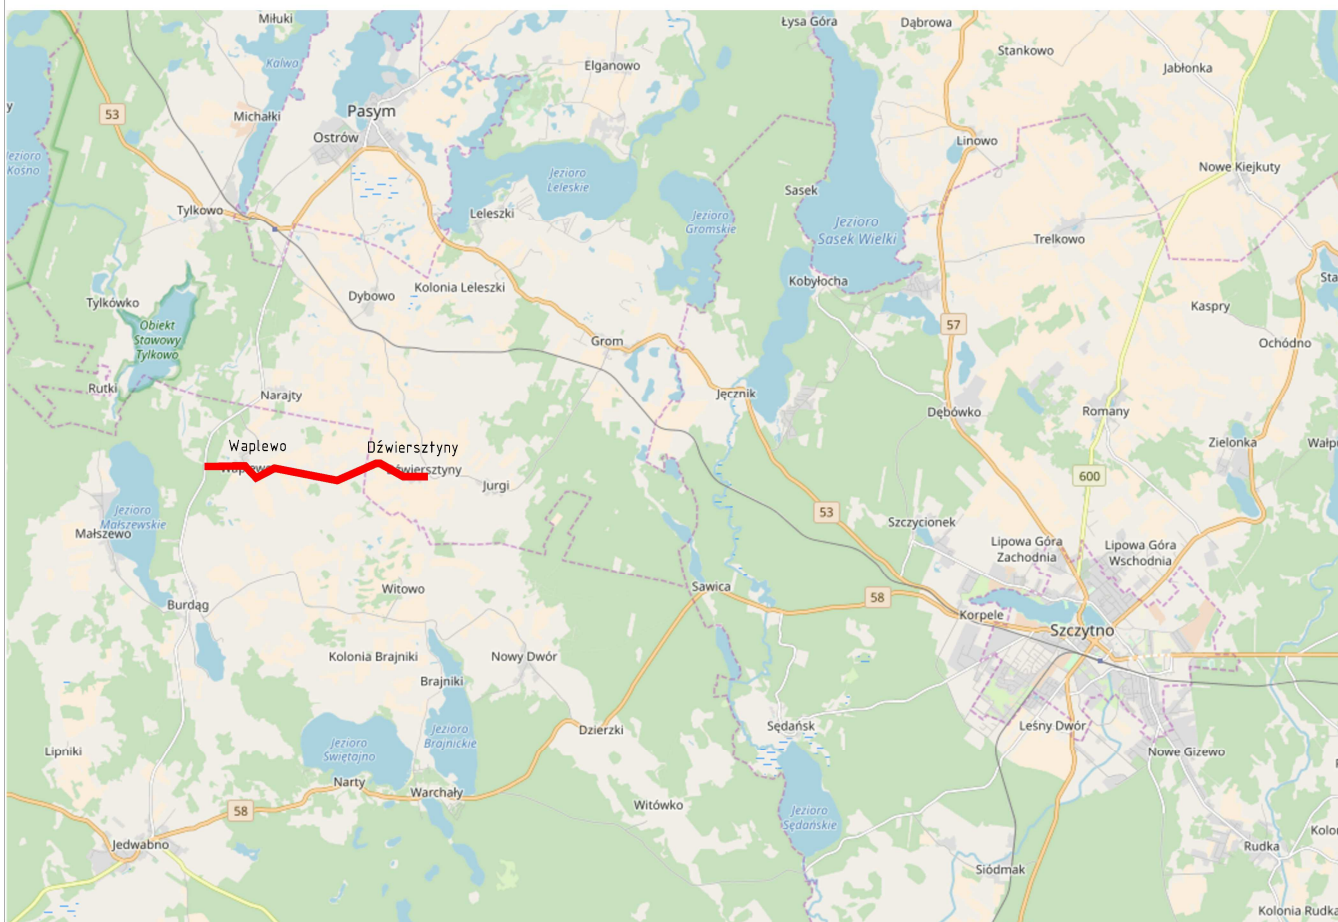 Miłuki
Łysa Góra
Dąbrowa
Stankowo
Kalwa
Elganowo
Jabłonka
53
Pasym
Michałki
Ostrów
Linowo
Jezioro
Kośno
Jezioro
Leleskie
Nowe Kiejkuty
Sasek
Tylkowo
Leleszki
Jezioro
Gromskie
Jezioro
Sasek Wielki
Trelkowo
Kobyłocha
Kolonia Leleszki
Dybowo
Tylkówko
Kaspry
Obiekt
Stawowy
Tylkowo
57
Grom
Ochódno
Rutki
Narajty
Jęcznik
Dębówko
Romany
Waplewo
Dźwiersztyny
Zielonka
Jurgi
600
Jezioro
Małszewskie
53
Małszewo
Szczycionek
Lipowa Góra
Zachodnia
Lipowa Góra
Wschodnia
Witowo
Sawica
58
Burdąg
Korpele
Szczytno
Kolonia Brajniki
Nowy Dwór
Brajniki
Sędańsk
Leśny Dwór
Dzierzki
Jezioro
Świętajno
Jezioro
Brajnickie
Lipniki
Nowe Gizewo
Narty
Warchały
Witówko
58
Jezioro
Sędańskie
Jedwabno
Rudka
Siódmak
Kolonia Rudka